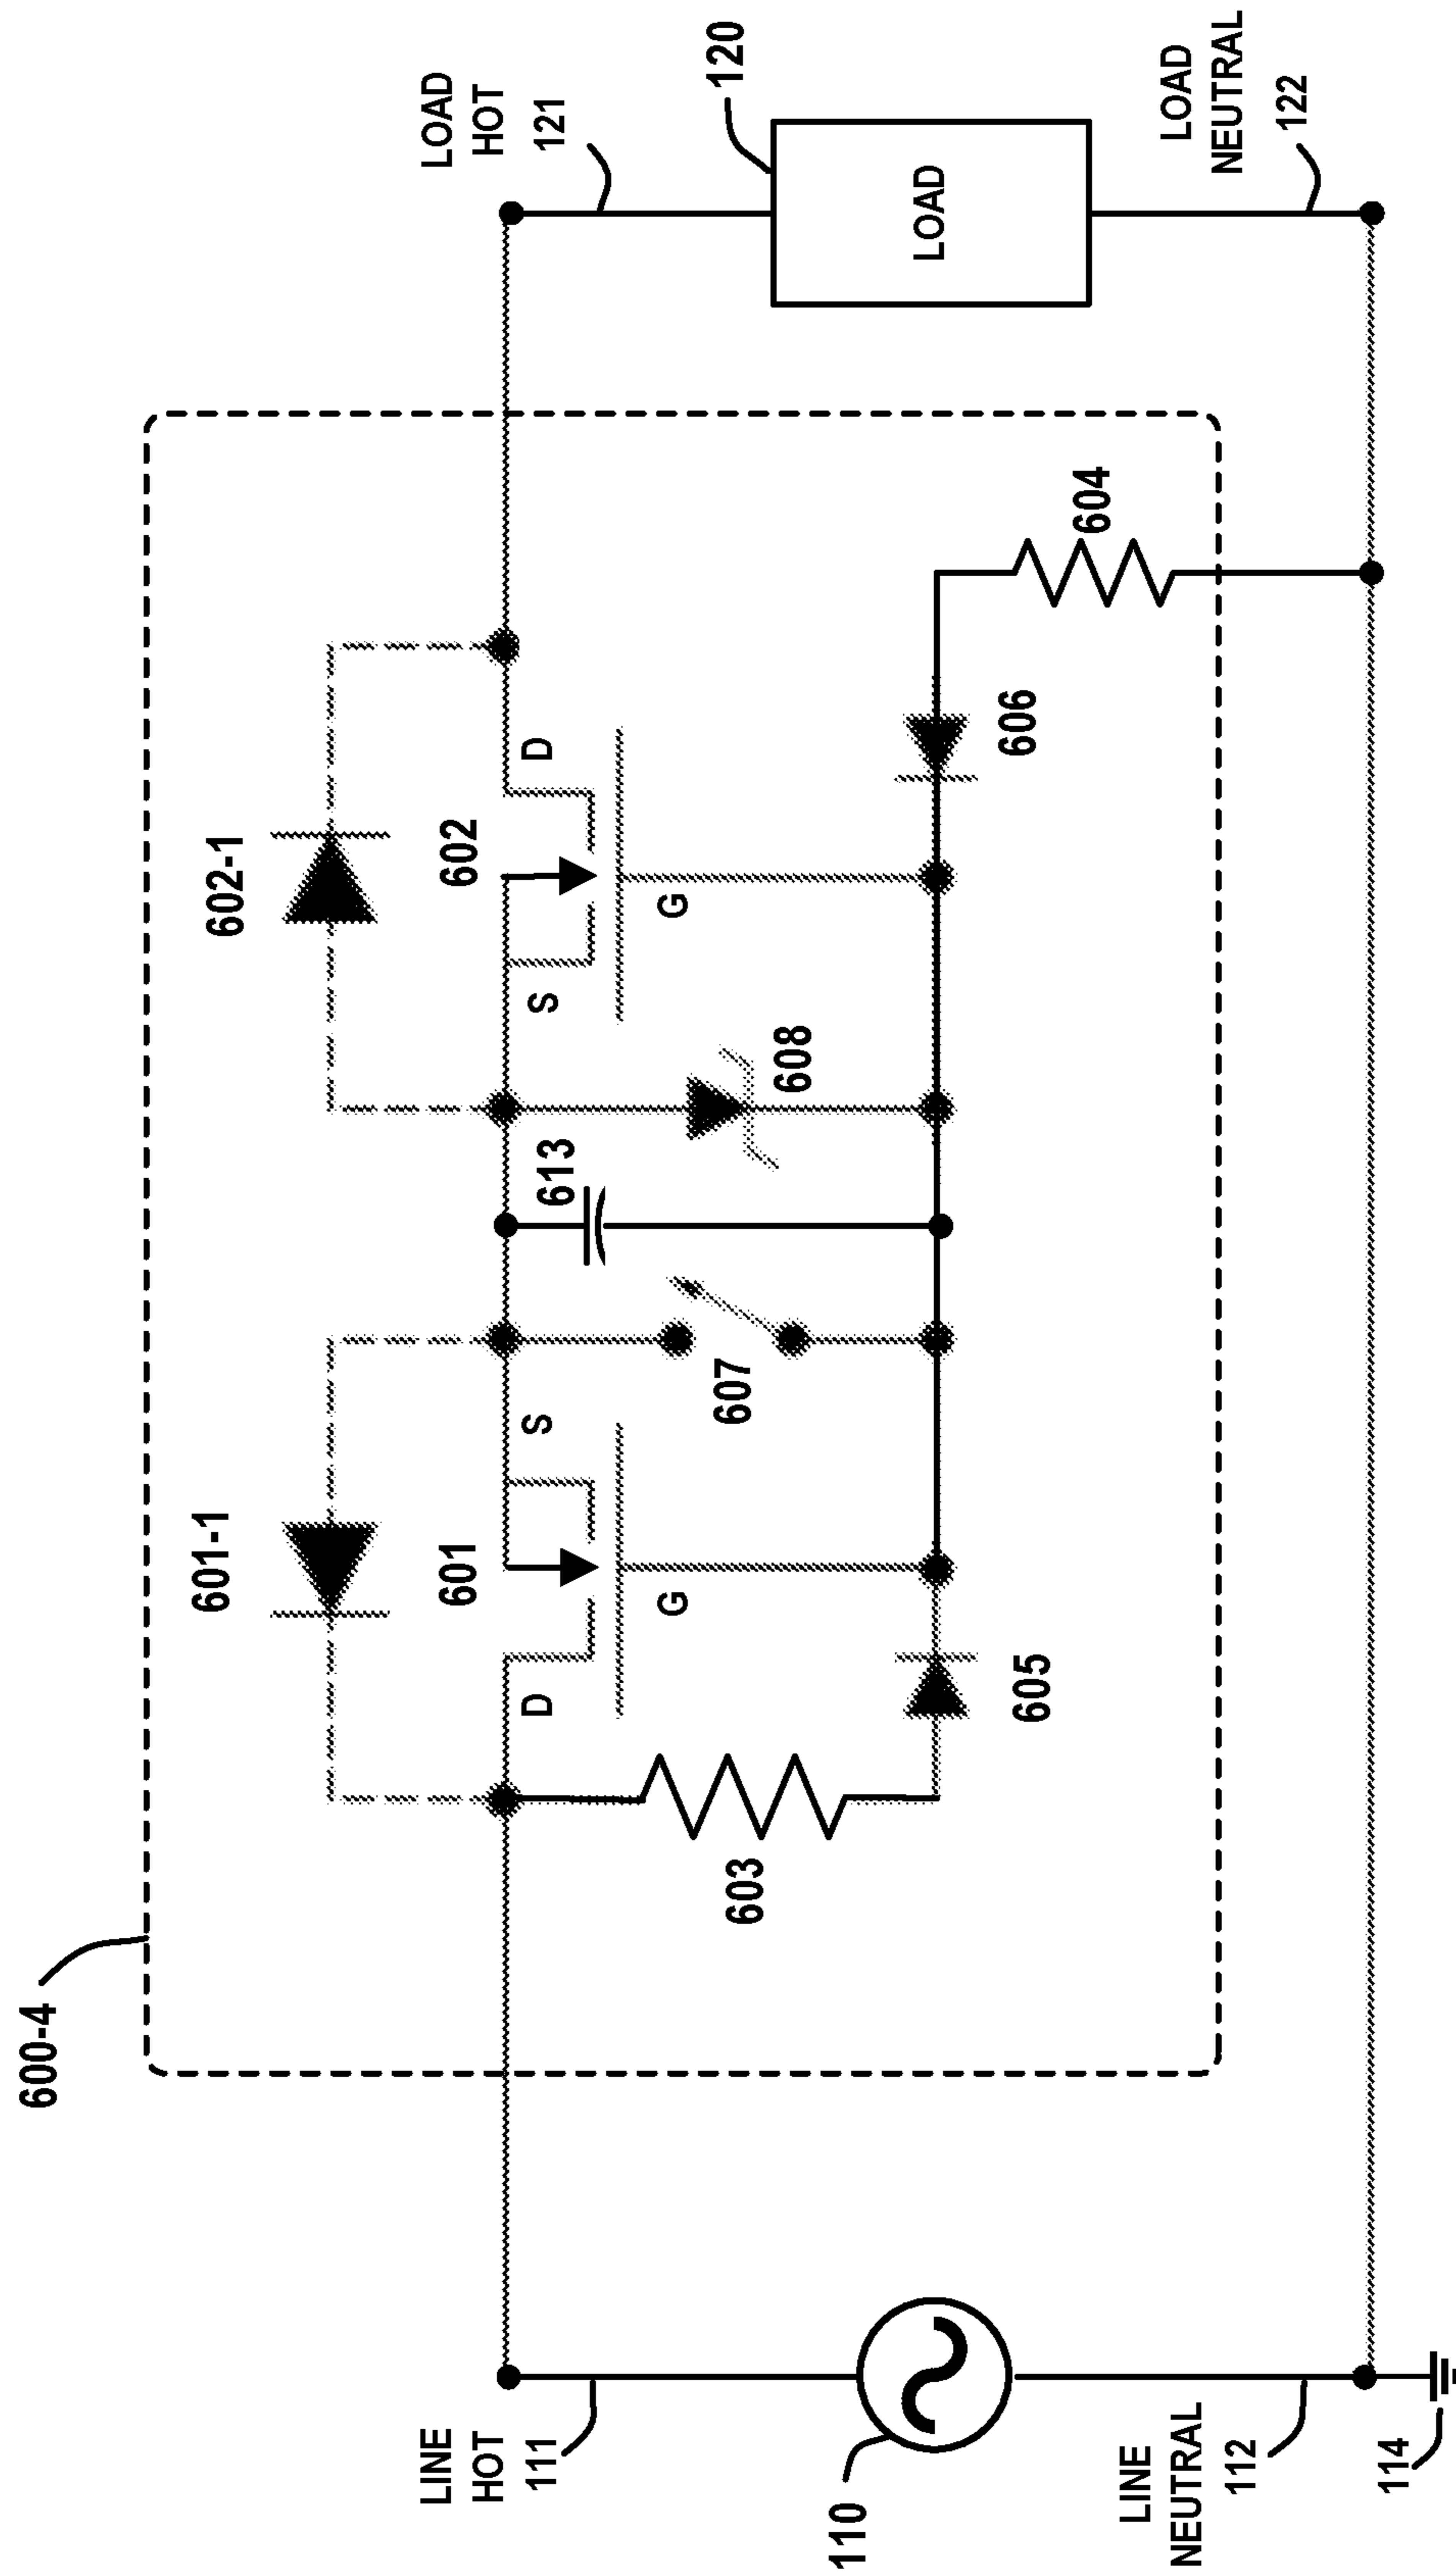 600-4
601-1
602-1
LINE
HOT
111
LOAD
HOT
121
601
602
D
S
S
D
613
G
G
603
607
608
120
LOAD
605
606
604
110
LINE
NEUTRAL
112
LOAD
NEUTRAL
122
114